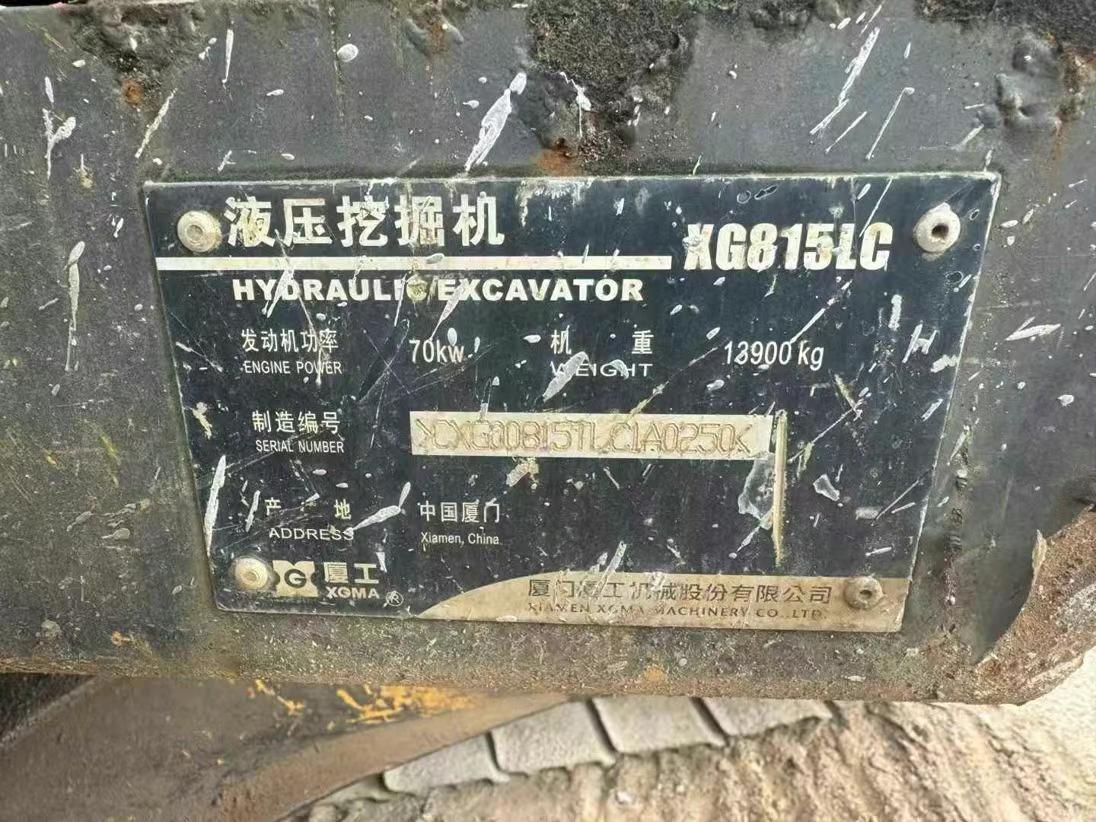 液压挖掘机
XG815LC
HYDRAULIC EXCAVATOR
发动机功率 70kw 机 重 13900 kg
ENGINE POWER WEIGHT
制造编号
SERIAL NUMBER
>CXG00815TLC1A0250<
产 地 中国厦门
ADDRESS Xiamen, China
G 厦工
XGMA ®
厦门厦工机械股份有限公司
XIAMEN XGMA MACHINERY CO.,LTD.